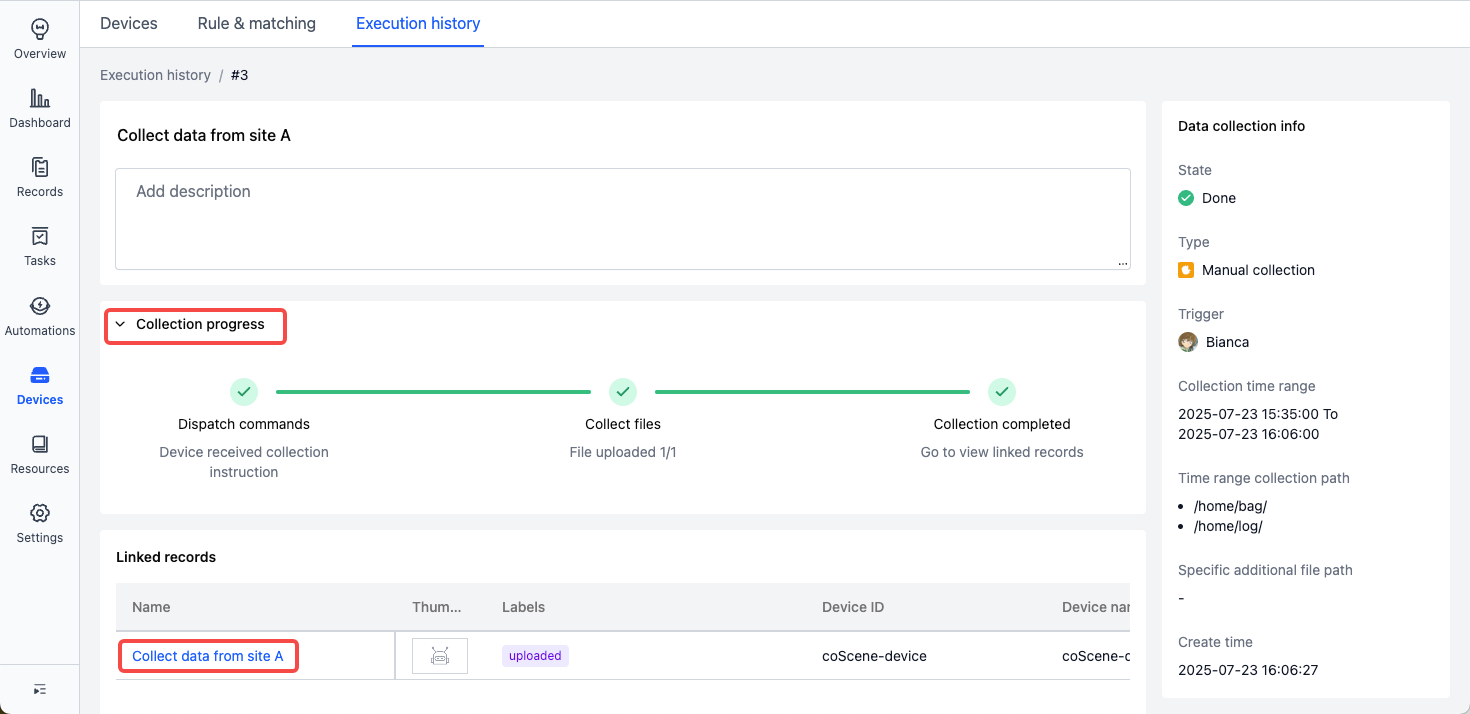 Overview
Dashboard
Records
Tasks
Automations
Devices
Resources
Settings
Devices
Rule & matching
Execution history
Execution history / #3
Collect data from site A
Add description
...
Collection progress
Dispatch commands
Device received collection
instruction
Collect files
File uploaded 1/1
Collection completed
Go to view linked records
Linked records
Name
Thum...
Labels
Device ID
Device nar
Collect data from site A
uploaded
coScene-device
coScene-c
Data collection info
State
Done
Type
Manual collection
Trigger
Bianca
Collection time range
2025-07-23 15:35:00 To
2025-07-23 16:06:00
Time range collection path
• /home/bag/
• /home/log/
Specific additional file path
-
Create time
2025-07-23 16:06:27